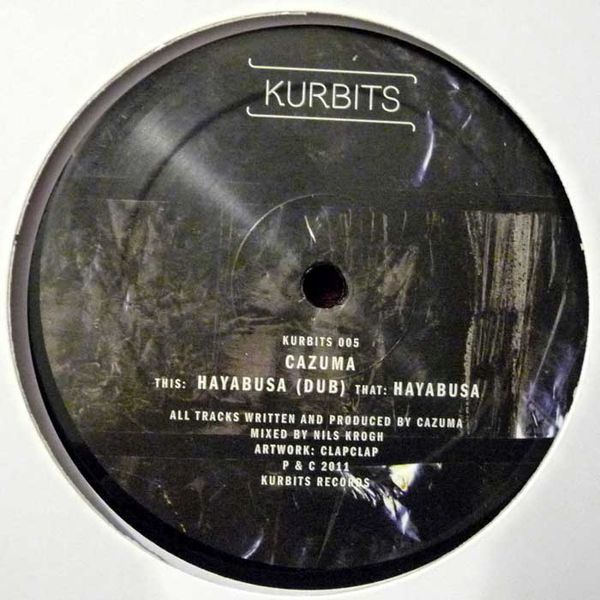 KURBITS
KURBITS 005
CAZUMA
THIS: HAYABUSA (DUB) THAT: HAYABUSA
ALL TRACKS WRITTEN AND PRODUCED BY CAZUMA
MIXED BY NILS KROGH
ARTWORK: CLAPCLAP
P & C 2011
KURBITS RECORDS